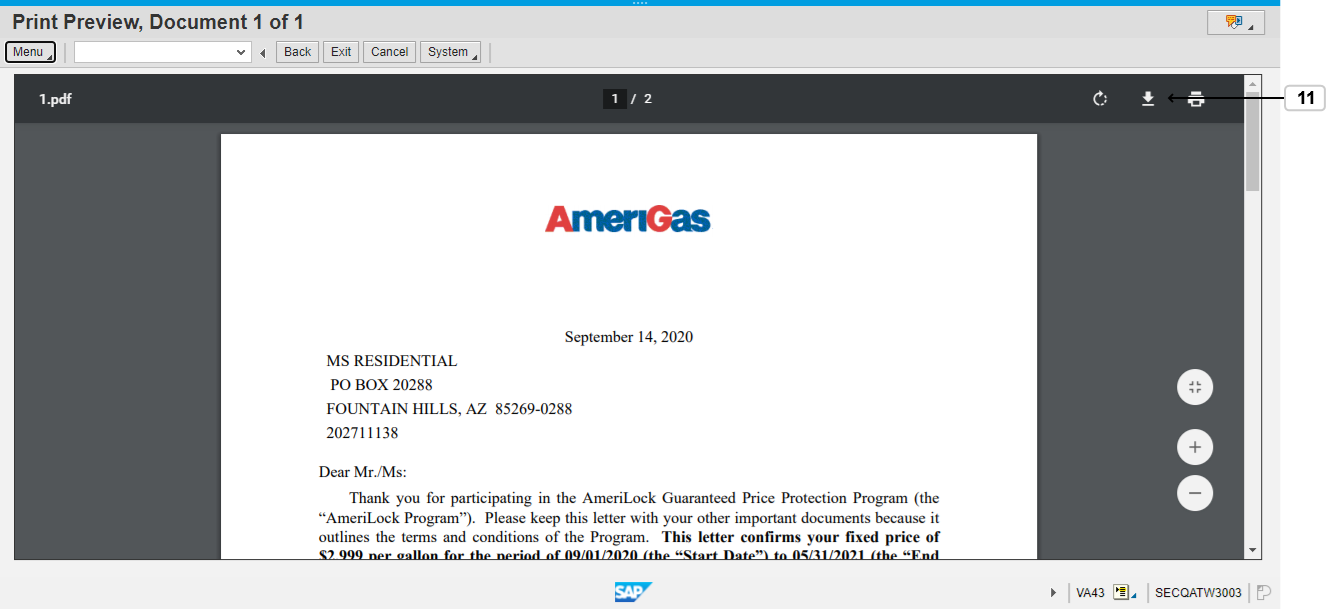 Print Preview, Document 1 of 1
Menu Back Exit Cancel System
1.pdf 1 / 2
11
AmeriGas
September 14, 2020
MS RESIDENTIAL
PO BOX 20288
FOUNTAIN HILLS, AZ 85269-0288
202711138
Dear Mr./Ms:
Thank you for participating in the AmeriLock Guaranteed Price Protection Program (the
“AmeriLock Program”). Please keep this letter with your other important documents because it
outlines the terms and conditions of the Program. This letter confirms your fixed price of
$2.999 per gallon for the period of 09/01/2020 (the “Start Date”) to 05/31/2021 (the “End
SAP VA43 SECQATW3003